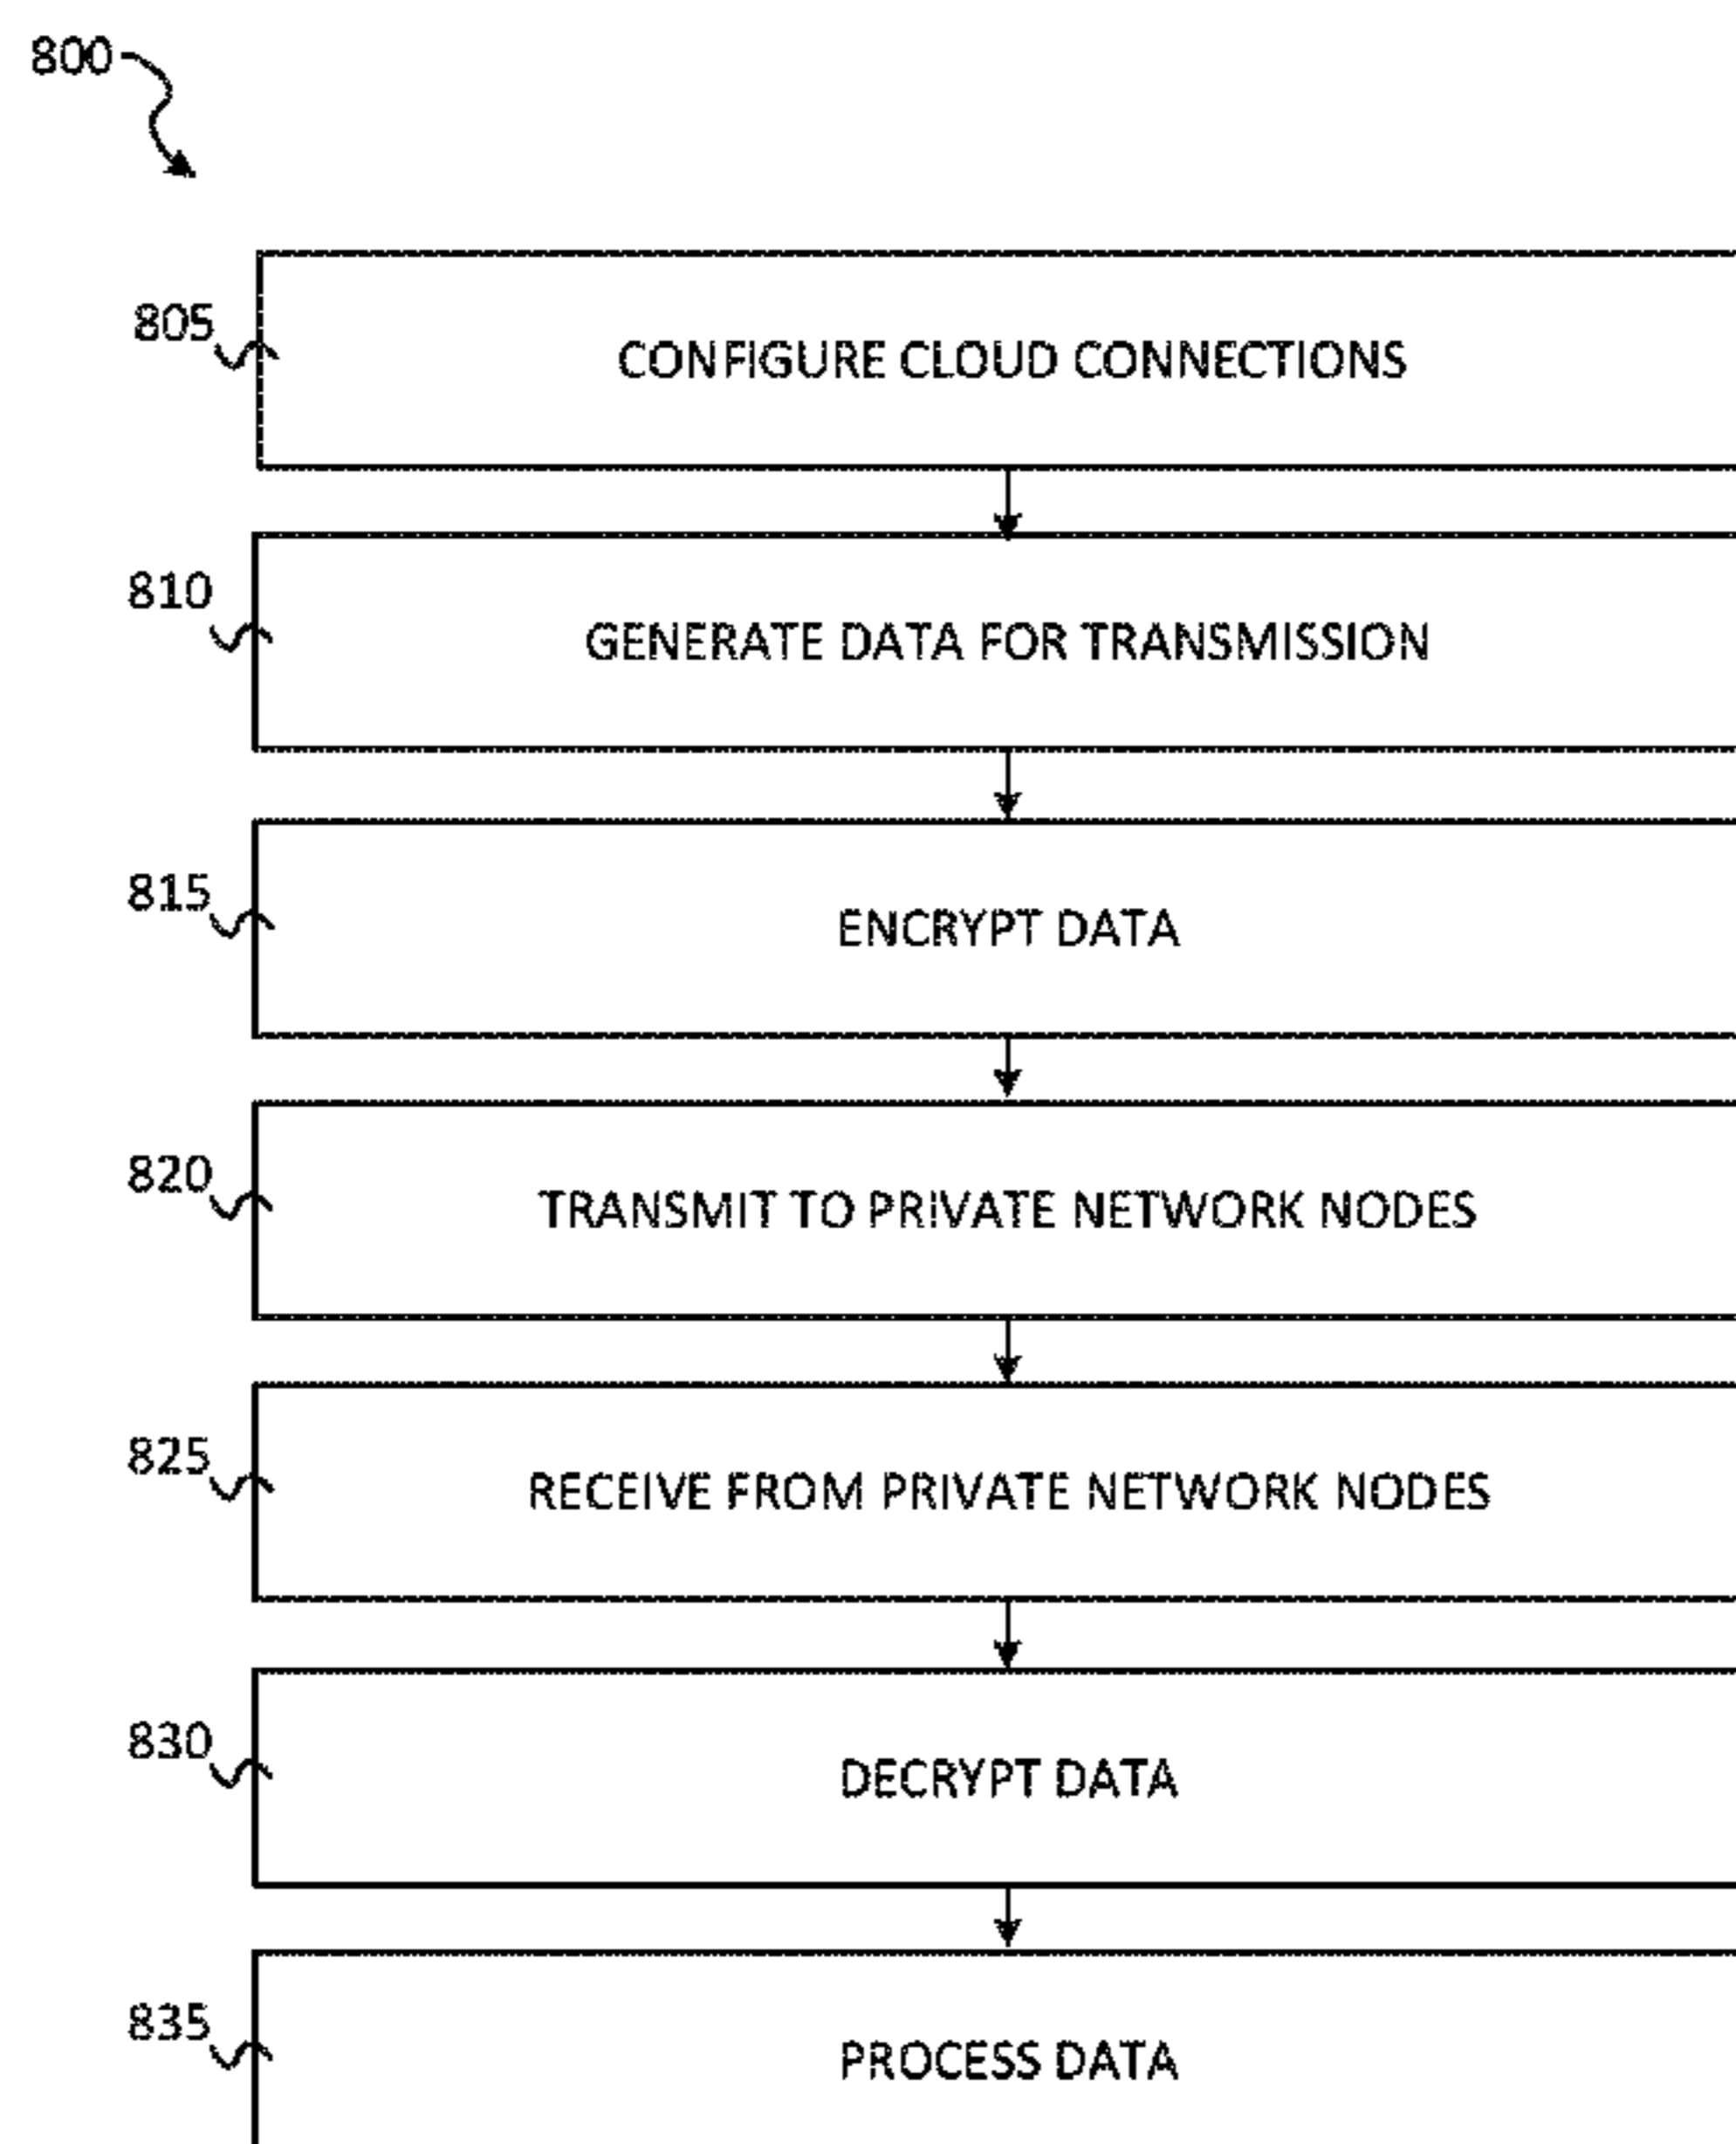 800
805
CONFIGURE CLOUD CONNECTIONS
810
GENERATE DATA FOR TRANSMISSION
815
ENCRYPT DATA
820
TRANSMIT TO PRIVATE NETWORK NODES
825
RECEIVE FROM PRIVATE NETWORK NODES
830
DECRYPT DATA
835
PROCESS DATA